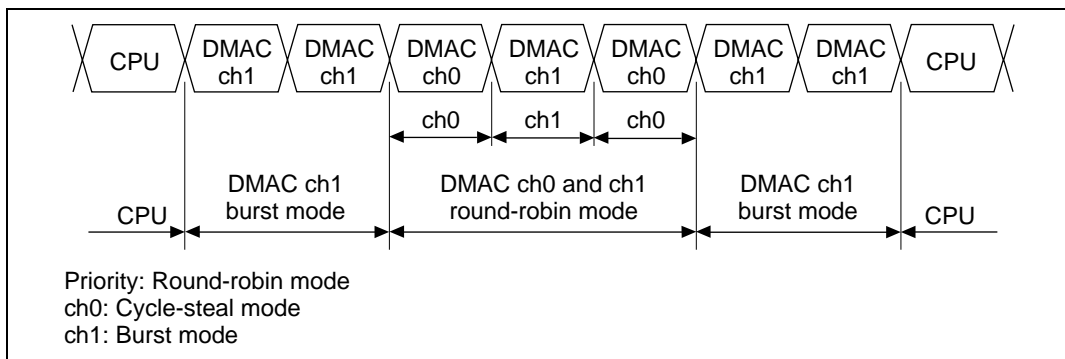 CPU DMAC ch1 DMAC ch1 DMAC ch0 DMAC ch1 DMAC ch0 DMAC ch1 DMAC ch1 CPU
ch0 ch1 ch0
CPU DMAC ch1 burst mode DMAC ch0 and ch1 round-robin mode DMAC ch1 burst mode CPU
Priority: Round-robin mode
ch0: Cycle-steal mode
ch1: Burst mode